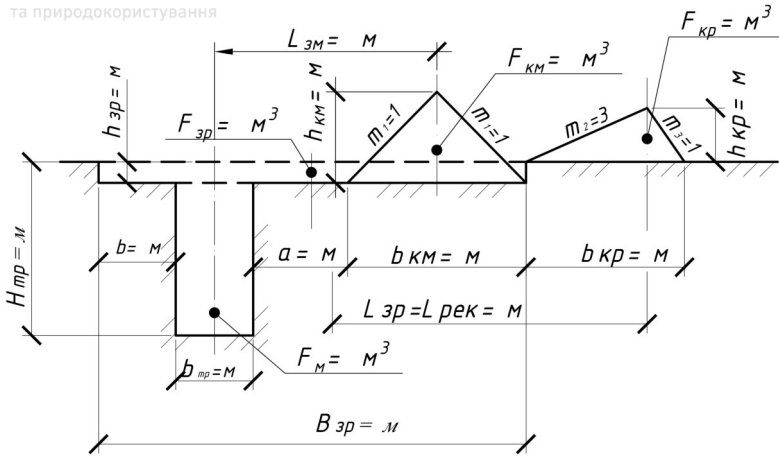 та природокористування
L зм = м
F км = м³
F кр = м³
h зр = м
F зр = м³
h км = м
m₁=1
m₁=1
m₂=3
m₃=1
h кр = м
H тр = м
b = м
a = м
b км = м
b кр = м
L зр = L рек = м
F м = м³
b тр = м
B зр = м